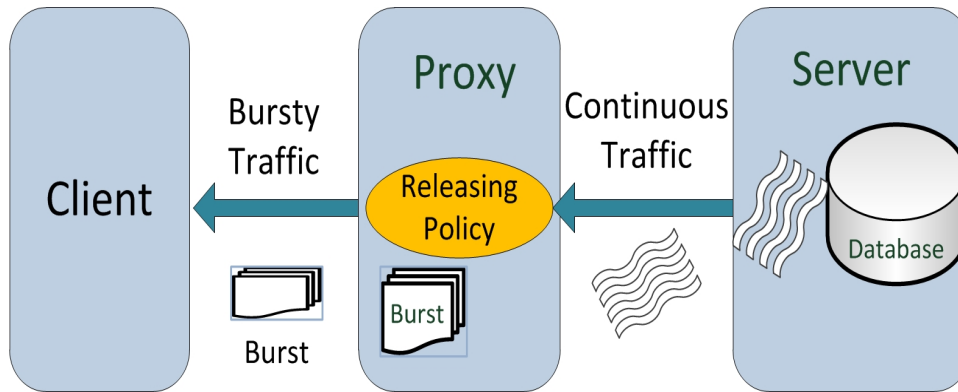 Client
Bursty
Traffic
Burst
Proxy
Releasing
Policy
Burst
Continuous
Traffic
Server
Database